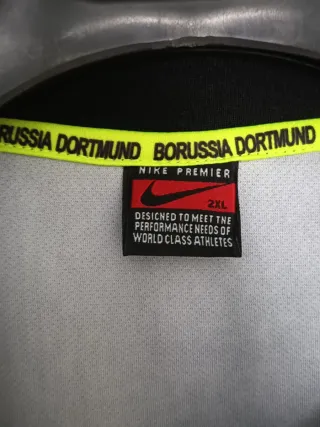 BORUSSIA DORTMUND BORUSSIA DORTMUND
NIKE PREMIER
2XL
DESIGNED TO MEET THE
PERFORMANCE NEEDS OF
WORLD CLASS ATHLETES